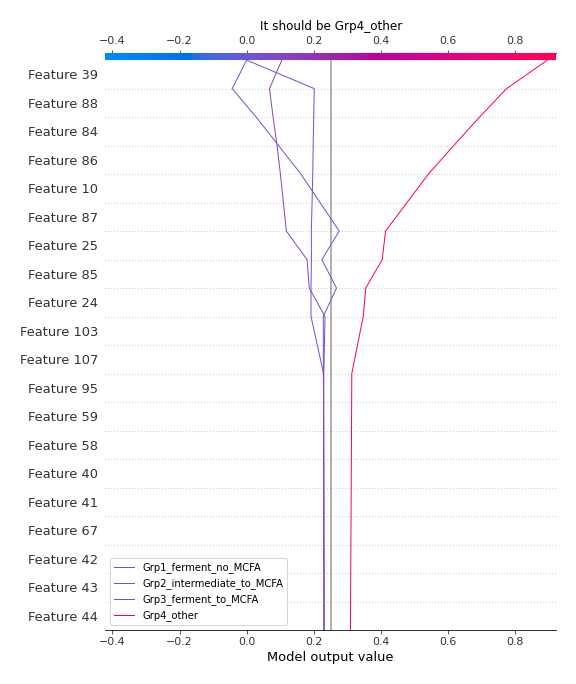 It should be Grp4_other
−0.4 −0.2 0.0 0.2 0.4 0.6 0.8
Feature 39
Feature 88
Feature 84
Feature 86
Feature 10
Feature 87
Feature 25
Feature 85
Feature 24
Feature 103
Feature 107
Feature 95
Feature 59
Feature 58
Feature 40
Feature 41
Feature 67
Feature 42
Feature 43
Feature 44
Grp1_ferment_no_MCFA
Grp2_intermediate_to_MCFA
Grp3_ferment_to_MCFA
Grp4_other
−0.4 −0.2 0.0 0.2 0.4 0.6 0.8
Model output value